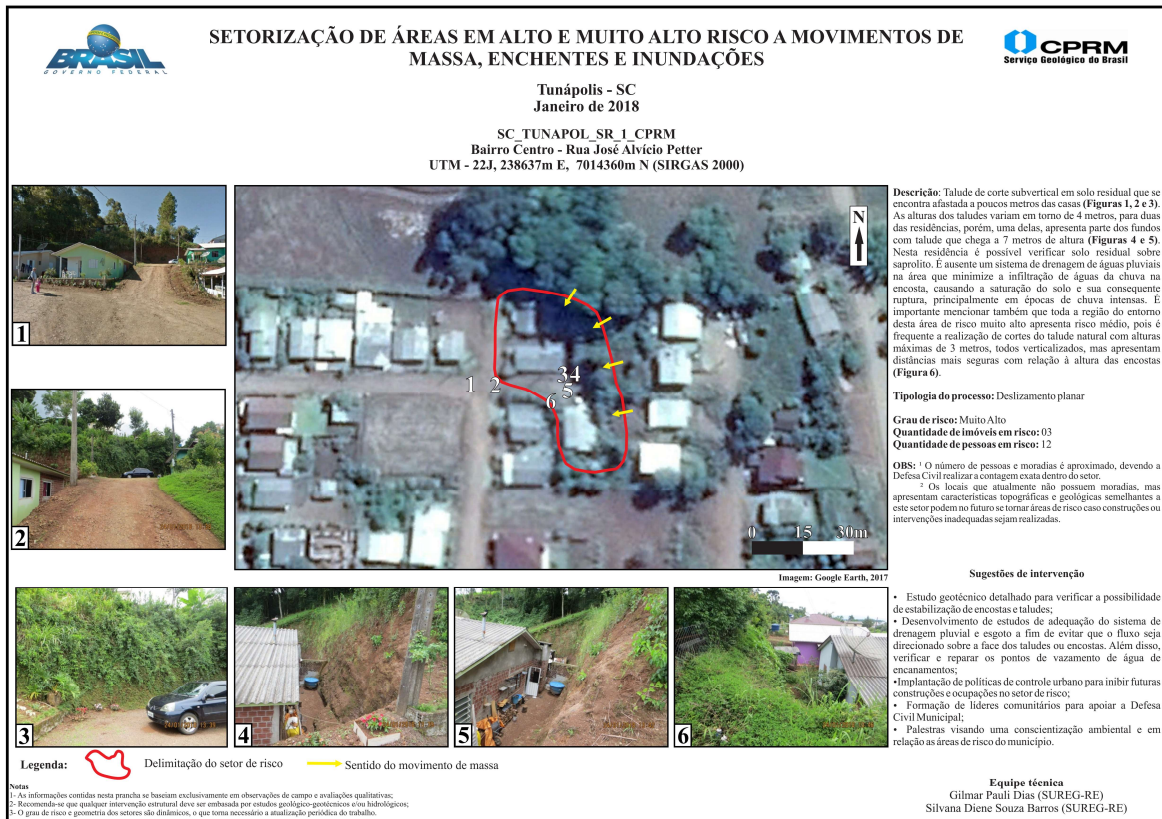 BRASIL
GOVERNO FEDERAL
SETORIZAÇÃO DE ÁREAS EM ALTO E MUITO ALTO RISCO A MOVIMENTOS DE
MASSA, ENCHENTES E INUNDAÇÕES
CPRM
Serviço Geológico do Brasil
Tunápolis - SC
Janeiro de 2018
SC_TUNAPOL_SR_1_CPRM
Bairro Centro - Rua José Alvício Petter
UTM - 22J, 238637m E, 7014360m N (SIRGAS 2000)
1
2
N
1
2
34
5
6
0 15 30m
Imagem: Google Earth, 2017
Descrição: Talude de corte subvertical em solo residual que se
encontra afastada a poucos metros das casas (Figuras 1, 2 e 3).
As alturas dos taludes variam em torno de 4 metros, para duas
das residências, porém, uma delas, apresenta parte dos fundos
com talude que chega a 7 metros de altura (Figuras 4 e 5).
Nesta residência é possível verificar solo residual sobre
saprolito. É ausente um sistema de drenagem de águas pluviais
na área que minimize a infiltração de águas da chuva na
encosta, causando a saturação do solo e sua consequente
ruptura, principalmente em épocas de chuva intensas. É
importante mencionar também que toda a região do entorno
desta área de risco muito alto apresenta risco médio, pois é
frequente a realização de cortes do talude natural com alturas
máximas de 3 metros, todos verticalizados, mas apresentam
distâncias mais seguras com relação à altura das encostas
(Figura 6).
Tipologia do processo: Deslizamento planar
Grau de risco: Muito Alto
Quantidade de imóveis em risco: 03
Quantidade de pessoas em risco: 12
OBS: ¹ O número de pessoas e moradias é aproximado, devendo a
Defesa Civil realizar a contagem exata dentro do setor.
² Os locais que atualmente não possuem moradias, mas
apresentam características topográficas e geológicas semelhantes a
este setor podem no futuro se tornar áreas de risco caso construções ou
intervenções inadequadas sejam realizadas.
Sugestões de intervenção
• Estudo geotécnico detalhado para verificar a possibilidade
de estabilização de encostas e taludes;
• Desenvolvimento de estudos de adequação do sistema de
drenagem pluvial e esgoto a fim de evitar que o fluxo seja
direcionado sobre a face dos taludes ou encostas. Além disso,
verificar e reparar os pontos de vazamento de água de
encanamentos;
•Implantação de políticas de controle urbano para inibir futuras
construções e ocupações no setor de risco;
• Formação de líderes comunitários para apoiar a Defesa
Civil Municipal;
• Palestras visando uma conscientização ambiental e em
relação as áreas de risco do município.
Equipe técnica
Gilmar Pauli Dias (SUREG-RE)
Silvana Diene Souza Barros (SUREG-RE)
3
4
5
6
Legenda:
Delimitação do setor de risco
Sentido do movimento de massa
Notas
1- As informações contidas nesta prancha se baseiam exclusivamente em observações de campo e avaliações qualitativas;
2- Recomenda-se que qualquer intervenção estrutural deve ser embasada por estudos geológico-geotécnicos e/ou hidrológicos;
3- O grau de risco e geometria dos setores são dinâmicos, o que torna necessário a atualização periódica do trabalho.